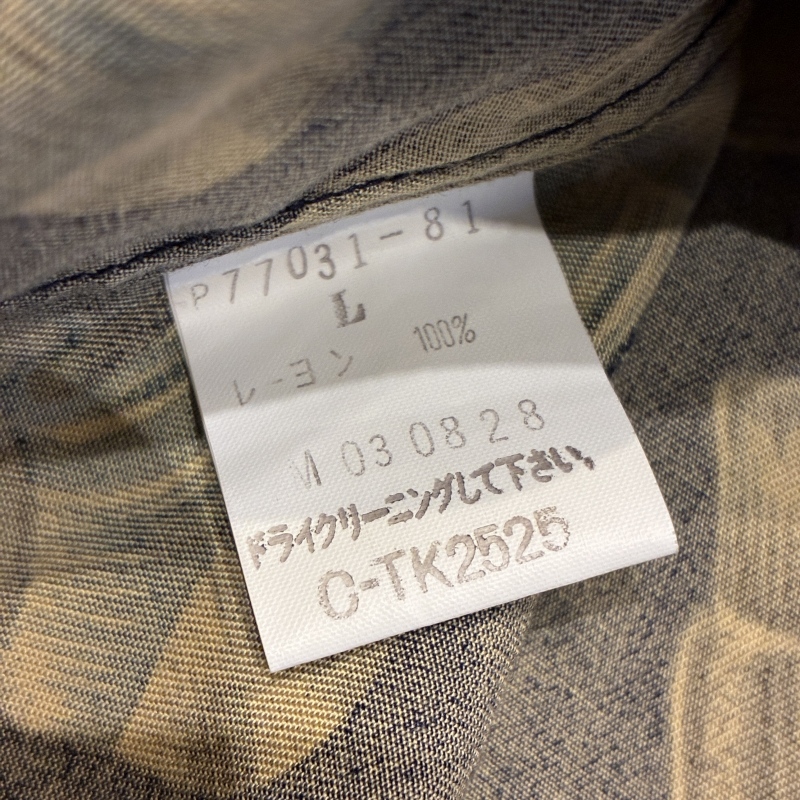 P77031-81
L
レーヨン 100%
M030828
ドライクリーニングして下さい。
C-TK2525